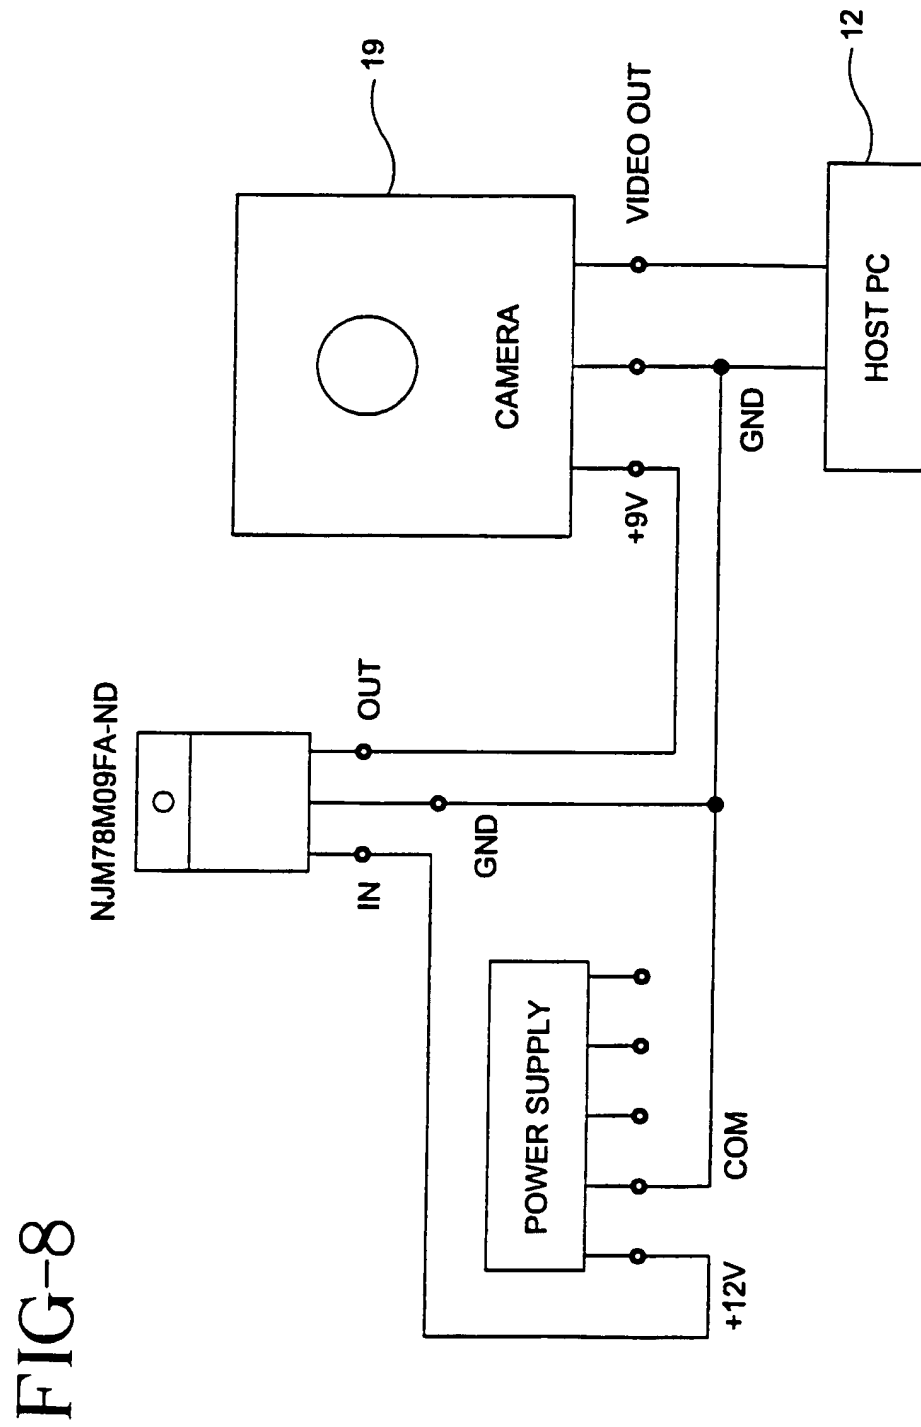 FIG-8
NJM78M09FA-ND
IN
GND
OUT
19
CAMERA
+9V
GND
VIDEO OUT
POWER SUPPLY
+12V
COM
HOST PC
12